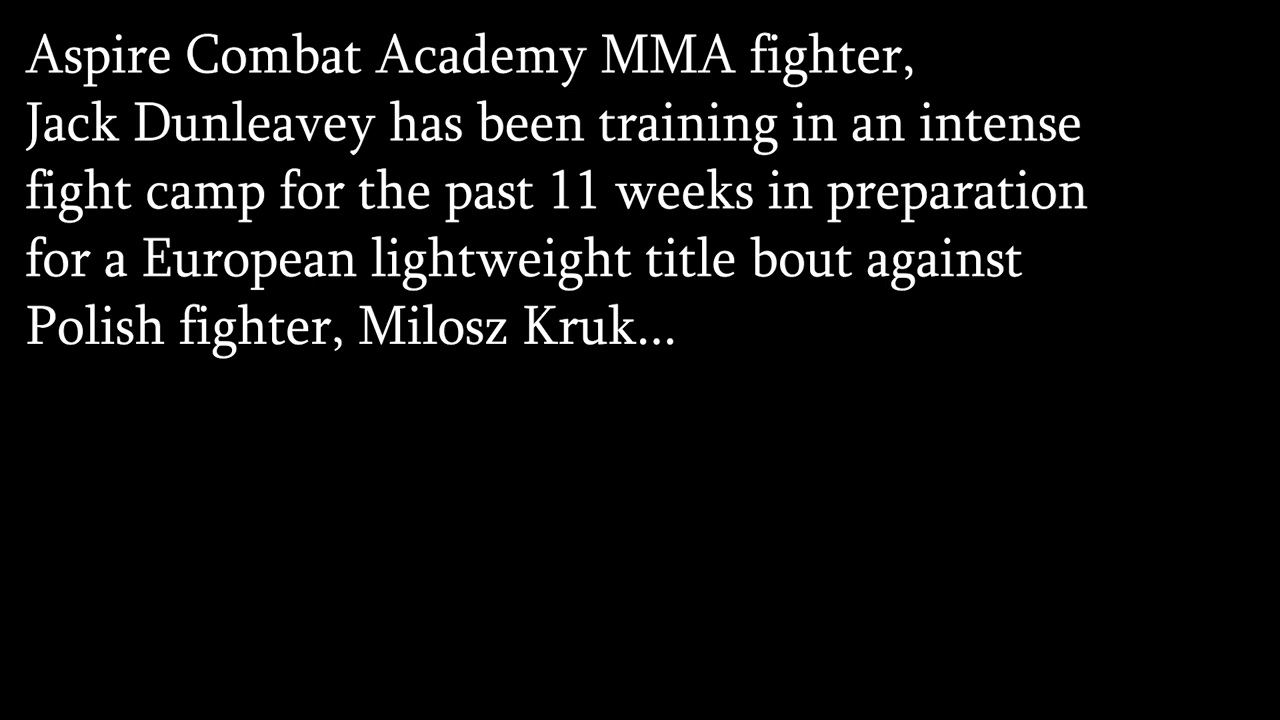 Aspire Combat Academy MMA fighter,
Jack Dunleavey has been training in an intense
fight camp for the past 11 weeks in preparation
for a European lightweight title bout against
Polish fighter, Milosz Kruk...